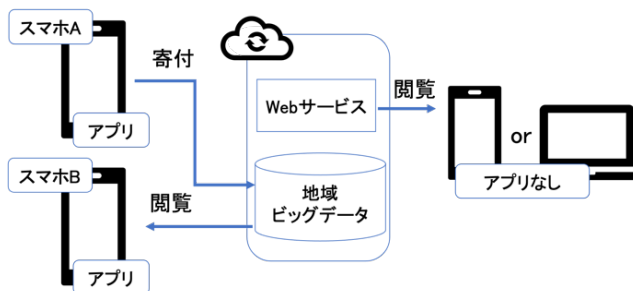 スマホA
アプリ
寄付
スマホB
アプリ
閲覧
Webサービス
地域
ビッグデータ
閲覧
or
アプリなし